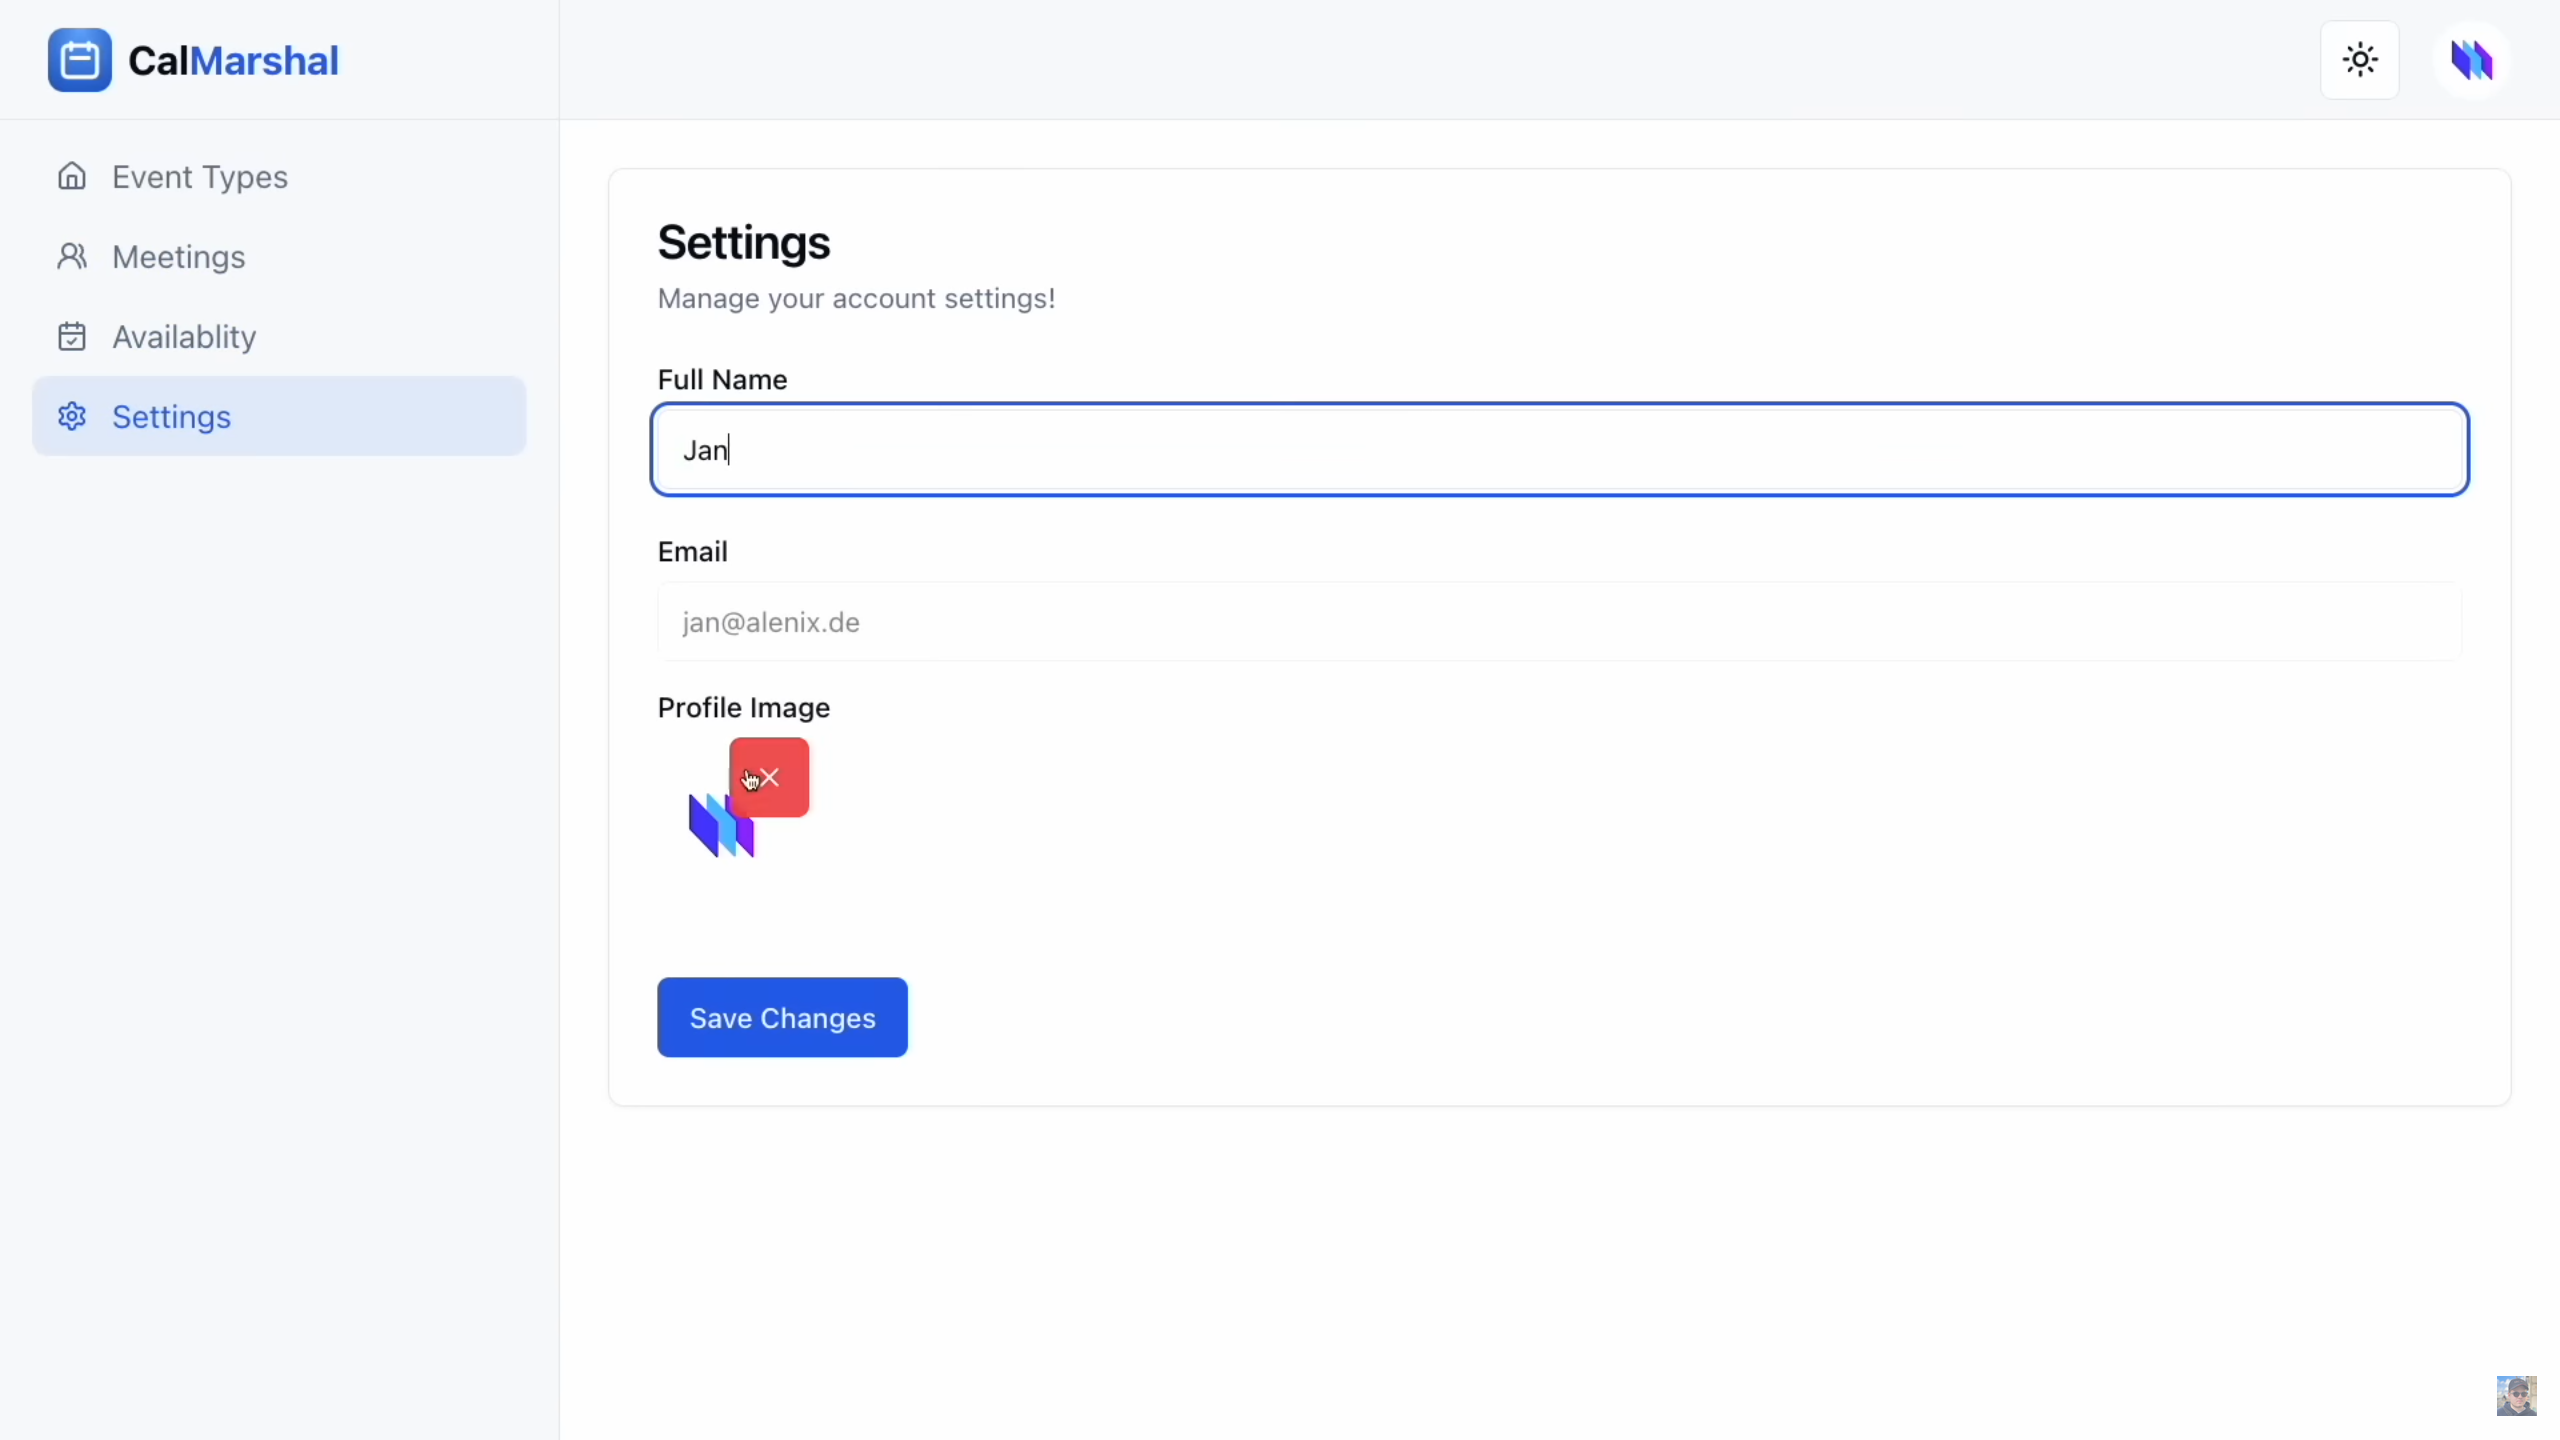 CalMarshal
Event Types
Meetings
Availablity
Settings
Settings
Manage your account settings!
Full Name
Jan
Email
jan@alenix.de
Profile Image
Save Changes